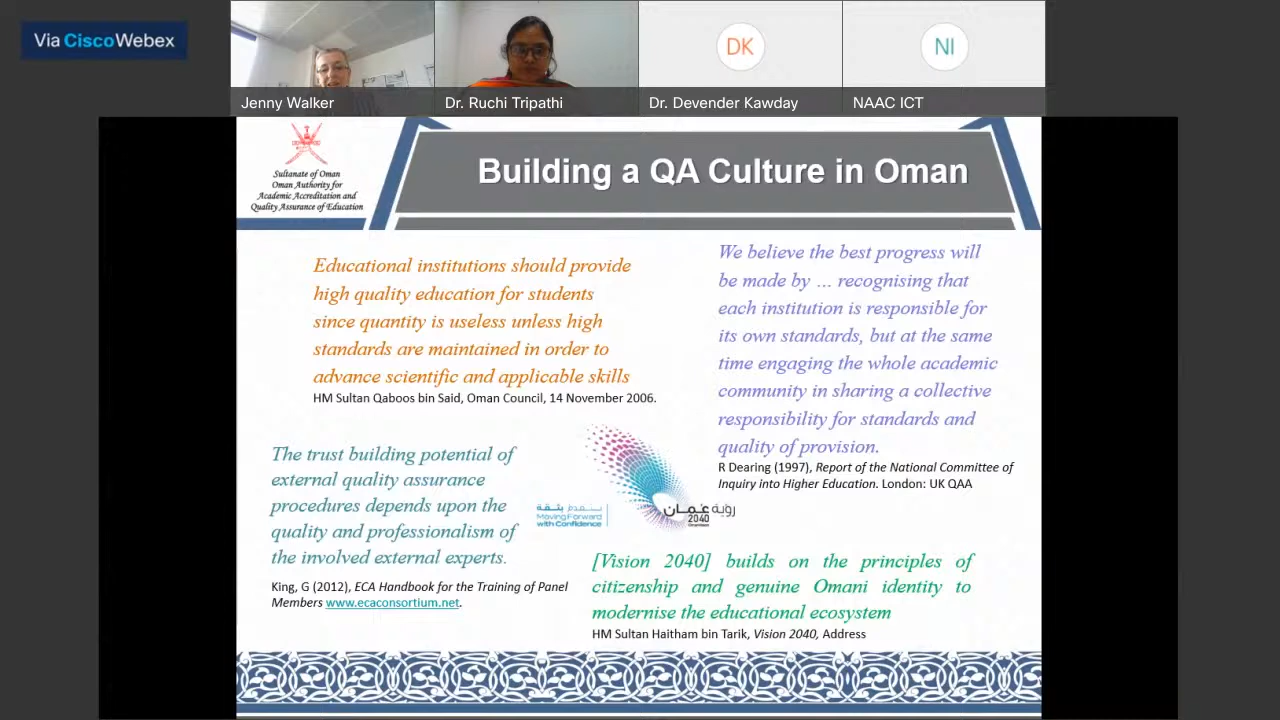 Via Cisco Webex
Jenny Walker
Dr. Ruchi Tripathi
Dr. Devender Kawday
DK
NAAC ICT
NI
Sultanate of Oman
Oman Authority for
Academic Accreditation and
Quality Assurance of Education
Building a QA Culture in Oman
Educational institutions should provide
high quality education for students
since quantity is useless unless high
standards are maintained in order to
advance scientific and applicable skills
HM Sultan Qaboos bin Said, Oman Council, 14 November 2006.
We believe the best progress will
be made by ... recognising that
each institution is responsible for
its own standards, but at the same
time engaging the whole academic
community in sharing a collective
responsibility for standards and
quality of provision.
R Dearing (1997), Report of the National Committee of
Inquiry into Higher Education. London: UK QAA
The trust building potential of
external quality assurance
procedures depends upon the
quality and professionalism of
the involved external experts.
King, G (2012), ECA Handbook for the Training of Panel
Members www.ecaconsortium.net.
نتقدم بثقة
Moving Forward
with Confidence
رؤية عُمان
2040
[Vision 2040] builds on the principles of
citizenship and genuine Omani identity to
modernise the educational ecosystem
HM Sultan Haitham bin Tarik, Vision 2040, Address